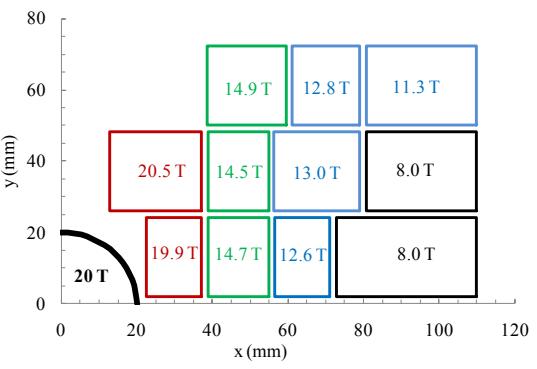 80
14.9 T 12.8 T 11.3 T
60
y (mm)
20.5 T 14.5 T 13.0 T 8.0 T
40
20
20 T 19.9 T 14.7 T 12.6 T 8.0 T
0
0 20 40 60 80 100 120
x (mm)